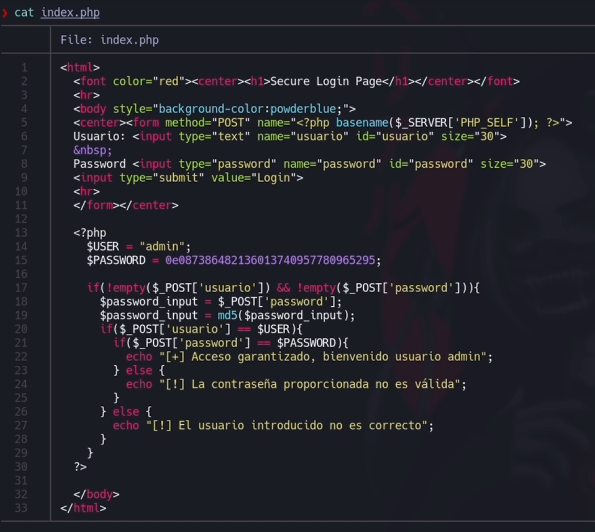 ❯ cat index.php
File: index.php
1 <html>
2 <font color="red"><center><h1>Secure Login Page</h1></center></font>
3 <hr>
4 <body style="background-color:powderblue;">
5 <center><form method="POST" name="<?php basename($_SERVER['PHP_SELF']); ?>">
6 Usuario: <input type="text" name="usuario" id="usuario" size="30">
7 &nbsp;
8 Password <input type="password" name="password" id="password" size="30">
9 <input type="submit" value="Login">
10 <hr>
11 </form></center>
12
13 <?php
14 $USER = "admin";
15 $PASSWORD = 0e087386482136013740957780965295;
16
17 if(!empty($_POST['usuario']) && !empty($_POST['password'])){
18 $password_input = $_POST['password'];
19 $password_input = md5($password_input);
20 if($_POST['usuario'] == $USER){
21 if($_POST['password'] == $PASSWORD){
22 echo "[+] Acceso garantizado, bienvenido usuario admin";
23 } else {
24 echo "[!] La contraseña proporcionada no es válida";
25 }
26 } else {
27 echo "[!] El usuario introducido no es correcto";
28 }
29 }
30 ?>
31
32 </body>
33 </html>